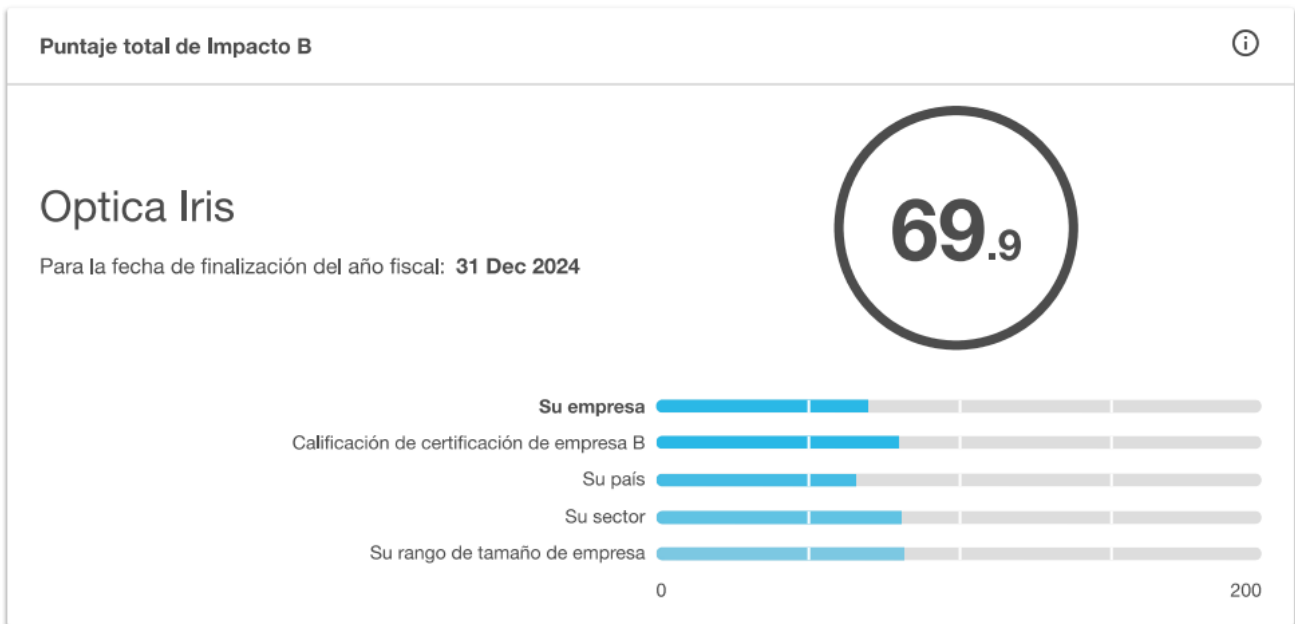 Puntaje total de Impacto B
Optica Iris
Para la fecha de finalización del año fiscal: 31 Dec 2024
69.9
Su empresa
Calificación de certificación de empresa B
Su país
Su sector
Su rango de tamaño de empresa
0 200